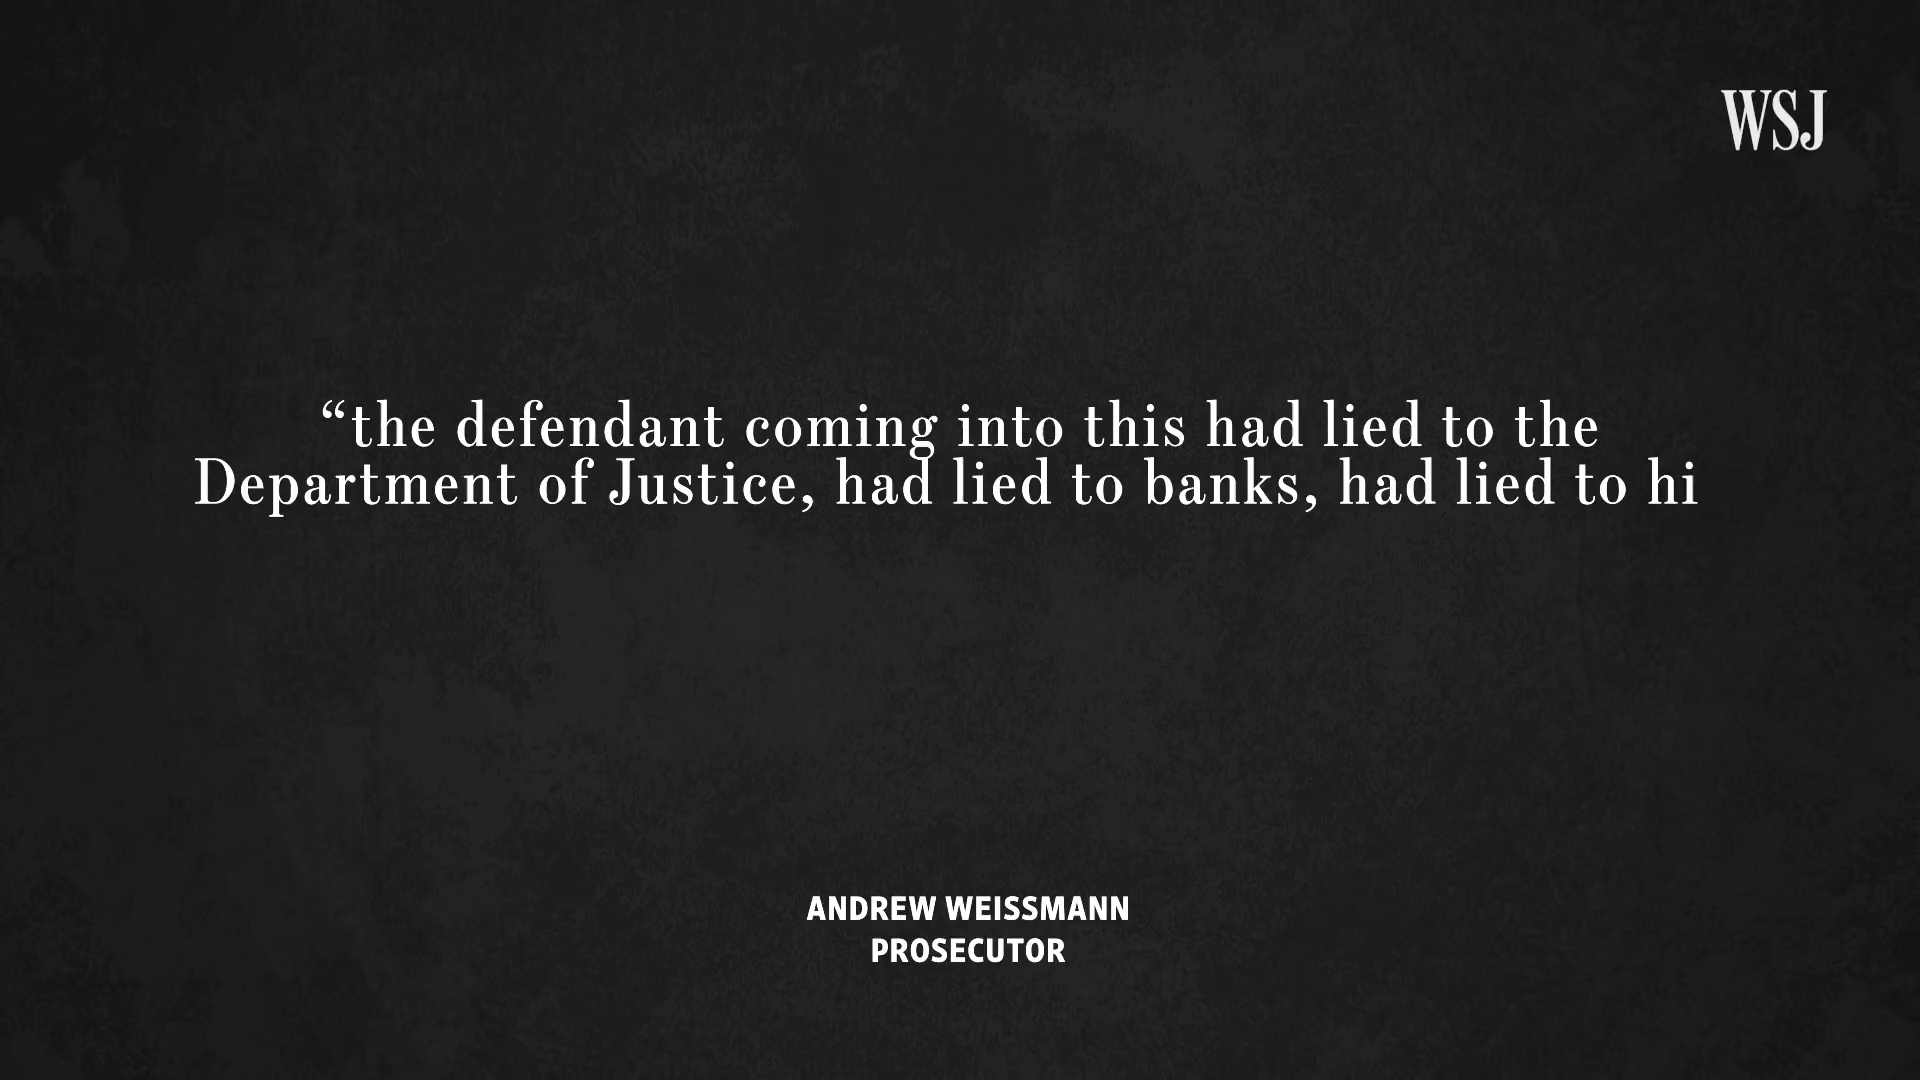 WSJ
“the defendant coming into this had lied to the
Department of Justice, had lied to banks, had lied to hi
ANDREW WEISSMANN
PROSECUTOR